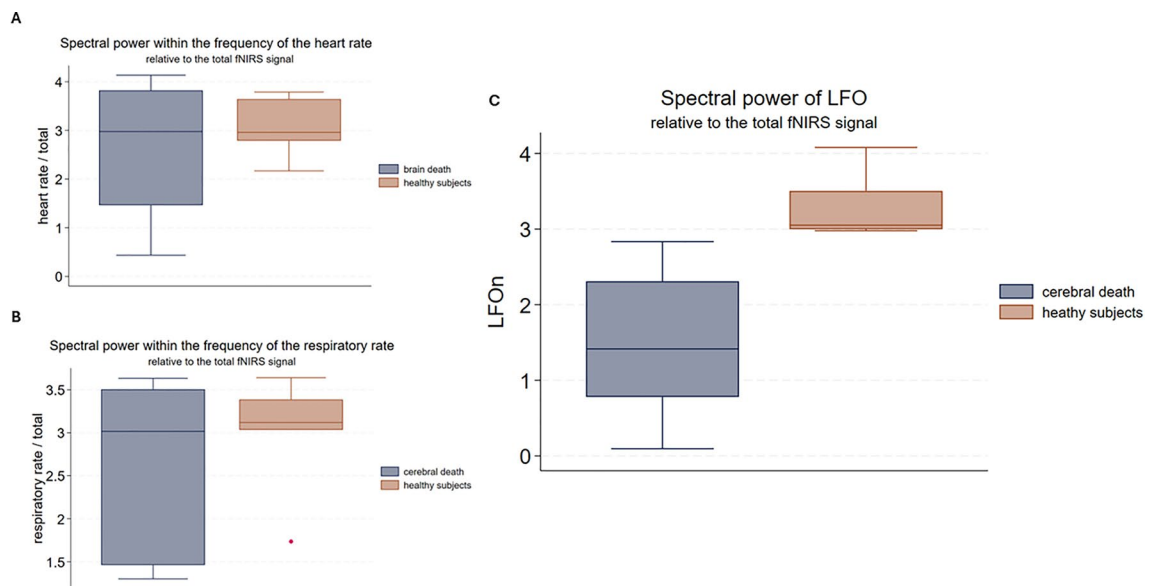 A
Spectral power within the frequency of the heart rate
relative to the total fNIRS signal
heart rate / total
4
3
2
1
0
brain death
healthy subjects
B
Spectral power within the frequency of the respiratory rate
relative to the total fNIRS signal
respiratory rate / total
3.5
3
2.5
2
1.5
cerebral death
healthy subjects
C
Spectral power of LFO
relative to the total fNIRS signal
LFOn
4
3
2
1
0
cerebral death
heathy subjects